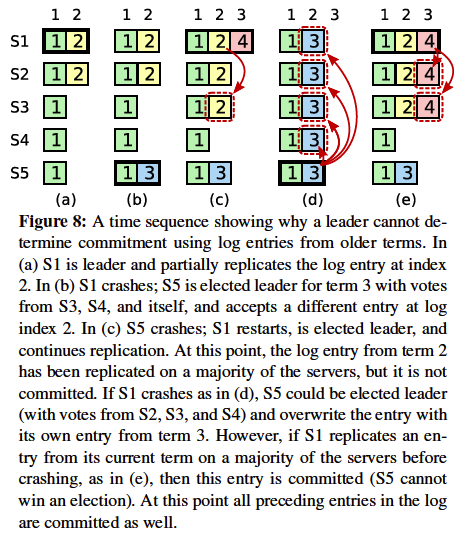 1 2 1 2 1 2 3 1 2 3 1 2 3
S1 1 2 1 2 1 2 4 1 3 1 2 4
S2 1 2 1 2 1 2 1 3 1 2 4
S3 1 1 1 2 1 3 1 2 4
S4 1 1 1 1 3 1
S5 1 1 3 1 3 1 3 1 3
(a) (b) (c) (d) (e)
Figure 8: A time sequence showing why a leader cannot de-
termine commitment using log entries from older terms. In
(a) S1 is leader and partially replicates the log entry at index
2. In (b) S1 crashes; S5 is elected leader for term 3 with votes
from S3, S4, and itself, and accepts a different entry at log
index 2. In (c) S5 crashes; S1 restarts, is elected leader, and
continues replication. At this point, the log entry from term 2
has been replicated on a majority of the servers, but it is not
committed. If S1 crashes as in (d), S5 could be elected leader
(with votes from S2, S3, and S4) and overwrite the entry with
its own entry from term 3. However, if S1 replicates an en-
try from its current term on a majority of the servers before
crashing, as in (e), then this entry is committed (S5 cannot
win an election). At this point all preceding entries in the log
are committed as well.